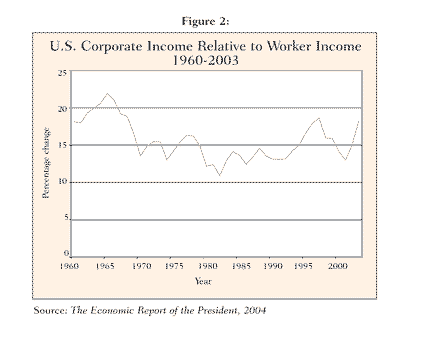 Figure 2:
U.S. Corporate Income Relative to Worker Income
1960-2003
Percentage change
25
20
15
10
5
0
1960 1965 1970 1975 1980 1985 1990 1995 2000
Year
Source: The Economic Report of the President, 2004